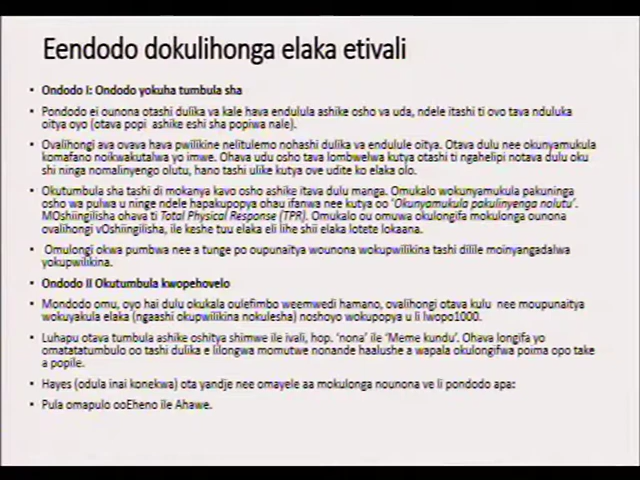 Eendodo dokulihonga elaka etivali
• Ondodo I: Ondodo yokuha tumbula sha
• Pondodo ei ounona otashi dulika va kale hava endulula ashike osho va uda, ndele itashi ti ovo tava nduluka
oitya oyo (otava popi ashike eshi sha popiwa nale).
• Ovalihongi ava ovava hava pwilikine nelitulemo nohashi dulika va endulule oitya. Otava dulu nee okunyamukula
komafano noikwakutalwa yo imwe. Ohava udu osho tava lombwelwa kutya otashi ti ngahelipi notava dulu oku
shi ninga nomalinyengo olutu, hano tashi ulike kutya ove udite ko elaka olo.
• Okutumbula sha tashi di mokanya kavo osho ashike itava dulu manga. Omukalo wokunyamukula pakuninga
osho wa pulwa u ninge ndele hapakupopya ohau ifanwa nee kutya oo 'Okunyamukula pakulinyenga nolutu'.
MOshiingilisha ohava ti Total Physical Response (TPR). Omukalo ou omuwa okulongifa mokulonga ounona
ovalihongi vOshiingilisha, ile keshe tuu elaka eli lihe shii elaka lotete lokaana.
• Omulongi okwa pumbwa nee a tunge po oupunaitya wounona wokupwilikina tashi dilile moinyangadalwa
yokupwilikina.
• Ondodo II Okutumbula kwopehovelo
• Mondodo omu, oyo hai dulu okukala oulefimbo weemwedi hamano, ovalihongi otava kulu nee moupunaitya
wokuyakula elaka (ngaashi okupwilikina nokulesha) noshoyo wokupopya u li lwopo1000.
• Luhapu otava tumbula ashike oshitya shimwe ile ivali, hop. 'nona' ile 'Meme kundu'. Ohava longifa yo
omatatatumbulo oo tashi dulika e lilongwa momutwe nonande haalushe a wapala okulongifwa poima opo take
a popile.
• Hayes (odula inai konekwa) ota yandje nee omayele aa mokulonga nounona ve li pondodo apa:
• Pula omapulo ooEheno ile Ahawe.